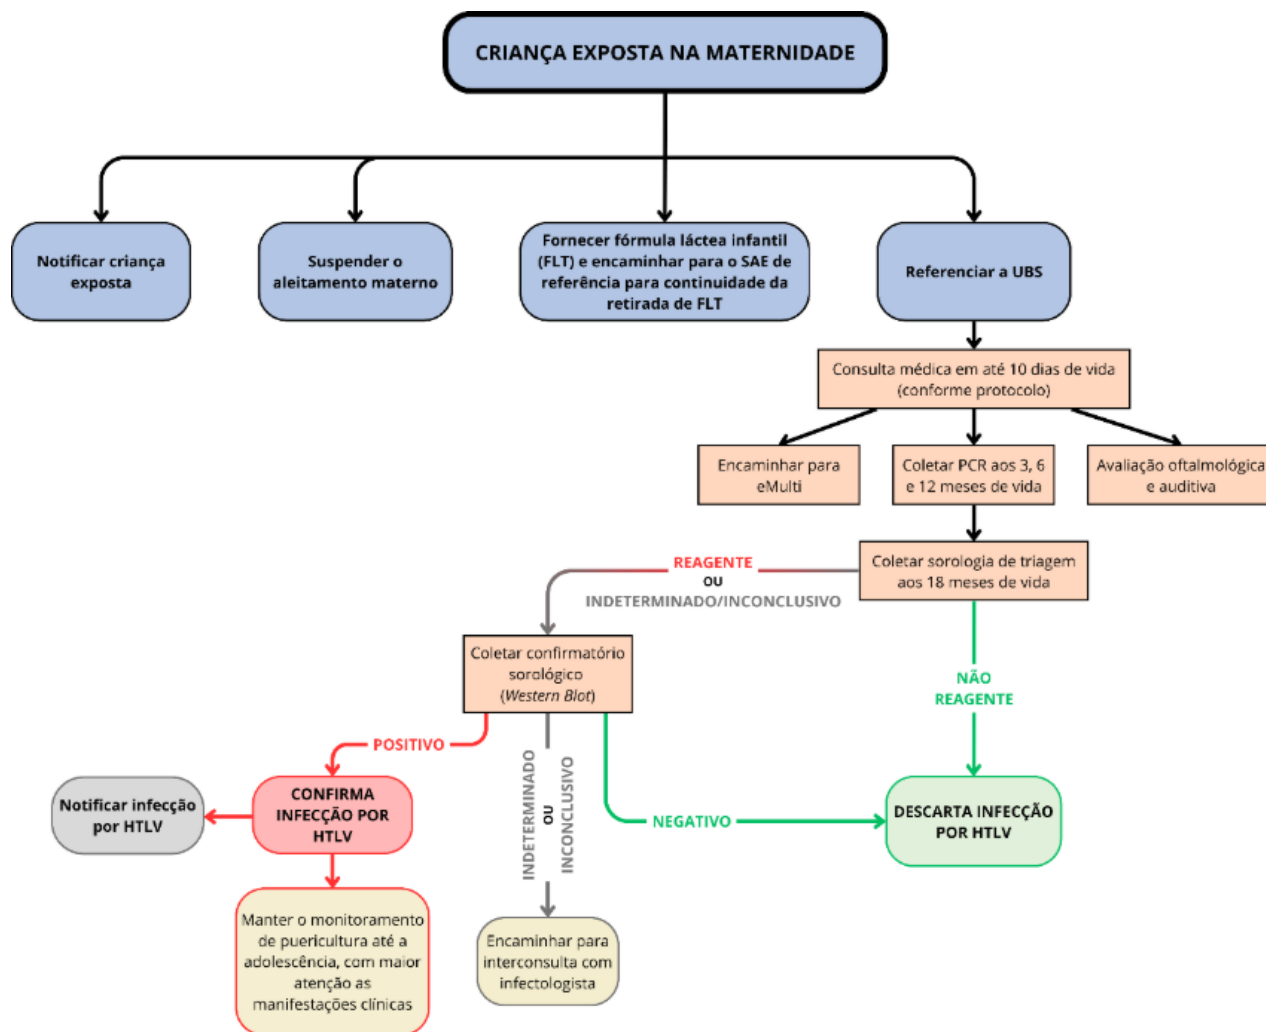 CRIANÇA EXPOSTA NA MATERNIDADE
Notificar criança
exposta
Suspender o
aleitamento materno
Fornecer fórmula láctea infantil
(FLT) e encaminhar para o SAE de
referência para continuidade da
retirada de FLT
Referenciar a UBS
Consulta médica em até 10 dias de vida
(conforme protocolo)
Encaminhar para
eMulti
Coletar PCR aos 3, 6
e 12 meses de vida
Avaliação oftalmológica
e auditiva
Coletar sorologia de triagem
aos 18 meses de vida
REAGENTE
OU
INDETERMINADO/INCONCLUSIVO
NÃO
REAGENTE
Coletar confirmatório
sorológico
(Western Blot)
POSITIVO
INDETERMINADO
OU
INCONCLUSIVO
NEGATIVO
Notificar infecção
por HTLV
CONFIRMA
INFECÇÃO POR
HTLV
DESCARTA INFECÇÃO
POR HTLV
Manter o monitoramento
de puericultura até a
adolescência, com maior
atenção as
manifestações clínicas
Encaminhar para
interconsulta com
infectologista